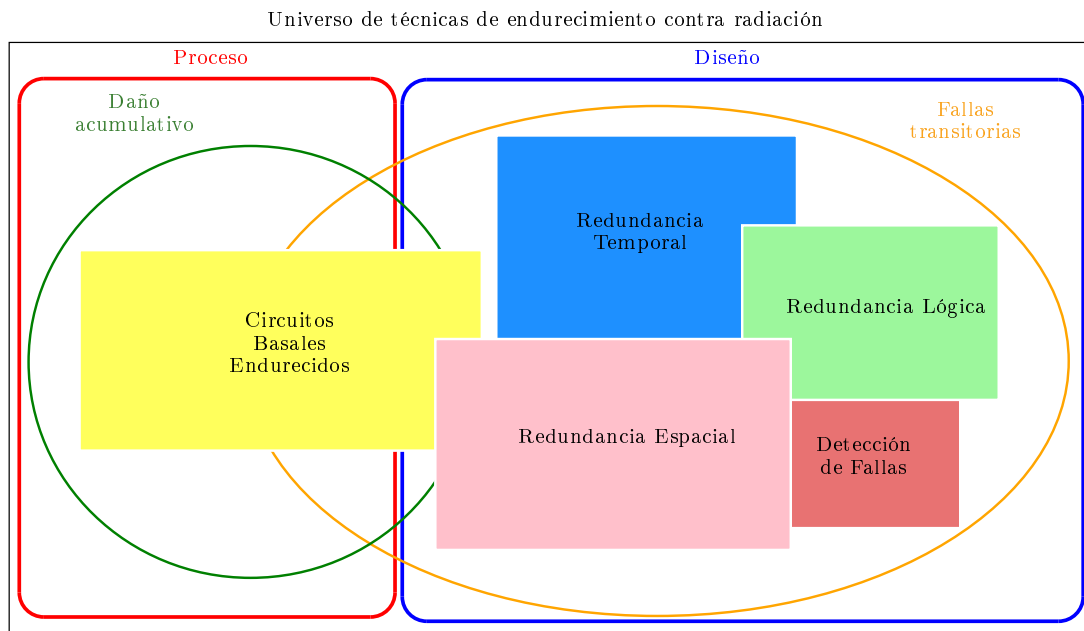 Universo de técnicas de endurecimiento contra radiación
Proceso
Diseño
Daño
acumulativo
Fallas
transitorias
Redundancia
Temporal
Redundancia Lógica
Circuitos
Basales
Endurecidos
Redundancia Espacial
Detección
de Fallas